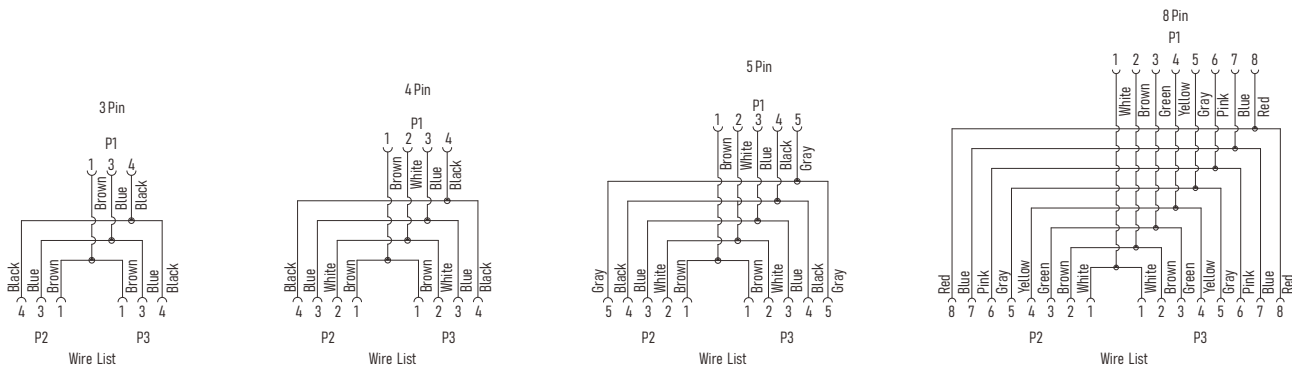 3 Pin
P1
1 3 4
Brown Blue Black
Black Blue Brown Brown Blue Black
4 3 1 1 3 4
P2 P3
Wire List
4 Pin
P1
1 2 3 4
Brown White Blue Black
Black Blue White Brown Brown White Blue Black
4 3 2 1 1 2 3 4
P2 P3
Wire List
5 Pin
P1
1 2 3 4 5
Brown White Blue Black Gray
Gray Black Blue White Brown Brown White Blue Black Gray
5 4 3 2 1 1 2 3 4 5
P2 P3
Wire List
8 Pin
P1
1 2 3 4 5 6 7 8
White Brown Green Yellow Gray Pink Blue Red
Red Blue Pink Gray Yellow Green Brown White White Brown Green Yellow Gray Pink Blue Red
8 7 6 5 4 3 2 1 1 2 3 4 5 6 7 8
P2 P3
Wire List